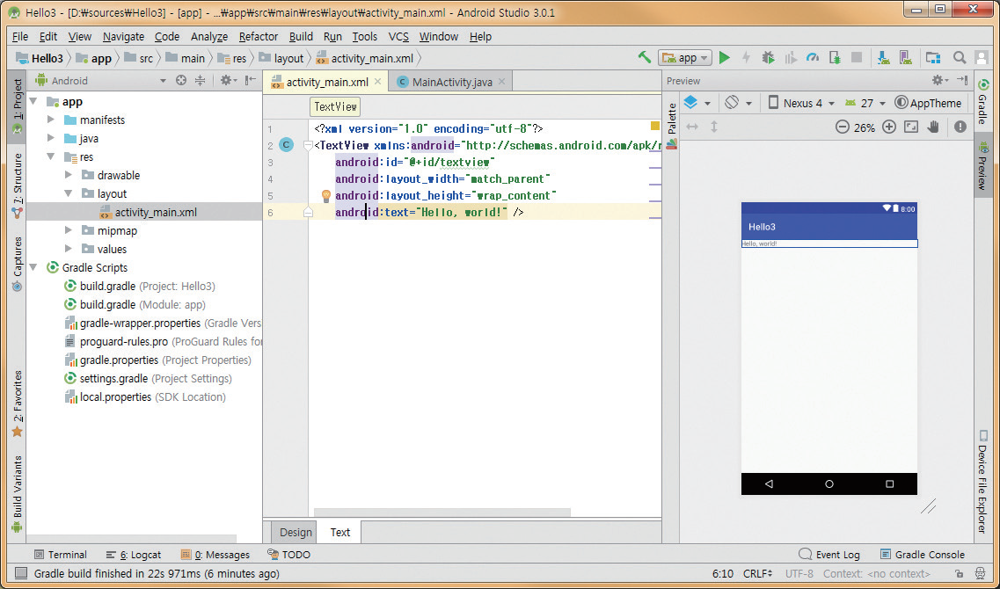 Hello3 - [D:₩sources₩Hello3] - [app] - ...₩app₩src₩main₩res₩layout₩activity_main.xml - Android Studio 3.0.1
File Edit View Navigate Code Analyze Refactor Build Run Tools VCS Window Help
Hello3 app src main res layout activity_main.xml app
1: Project
7: Structure
Captures
2: Favorites
Build Variants
Android
app
manifests
java
res
drawable
layout
activity_main.xml
mipmap
values
Gradle Scripts
build.gradle (Project: Hello3)
build.gradle (Module: app)
gradle-wrapper.properties (Gradle Vers
proguard-rules.pro (ProGuard Rules for
gradle.properties (Project Properties)
settings.gradle (Project Settings)
local.properties (SDK Location)
activity_main.xml MainActivity.java
TextView
1 <?xml version="1.0" encoding="utf-8"?>
2 <TextView xmlns:android="http://schemas.android.com/apk/r
3 android:id="@+id/textview"
4 android:layout_width="match_parent"
5 android:layout_height="wrap_content"
6 android:text="Hello, world!" />
Design Text
Preview
Palette
Nexus 4 27 AppTheme
26%
8:00
Hello3
Hello, world!
Gradle
Preview
Device File Explorer
Terminal 6: Logcat 0: Messages TODO Event Log Gradle Console
Gradle build finished in 22s 971ms (6 minutes ago) 6:10 CRLF UTF-8 Context: <no context>